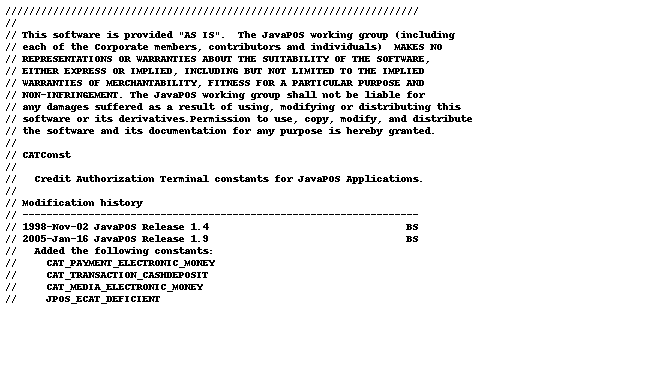 //////////////////////////////////////////////////////////////////////
//
// This software is provided "AS IS".  The JavaPOS working group (including
// each of the Corporate members, contributors and individuals)  MAKES NO
// REPRESENTATIONS OR WARRANTIES ABOUT THE SUITABILITY OF THE SOFTWARE,
// EITHER EXPRESS OR IMPLIED, INCLUDING BUT NOT LIMITED TO THE IMPLIED
// WARRANTIES OF MERCHANTABILITY, FITNESS FOR A PARTICULAR PURPOSE AND
// NON-INFRINGEMENT. The JavaPOS working group shall not be liable for
// any damages suffered as a result of using, modifying or distributing this
// software or its derivatives.Permission to use, copy, modify, and distribute
// the software and its documentation for any purpose is hereby granted.
//
// CATConst
//
//   Credit Authorization Terminal constants for JavaPOS Applications.
//
// Modification history
// ------------------------------------------------------------------
// 1998-Nov-02 JavaPOS Release 1.4                                 BS
// 2005-Jan-16 JavaPOS Release 1.9                                 BS
//   Added the following constants:
//     CAT_PAYMENT_ELECTRONIC_MONEY
//     CAT_TRANSACTION_CASHDEPOSIT
//     CAT_MEDIA_ELECTRONIC_MONEY
//     JPOS_ECAT_DEFICIENT